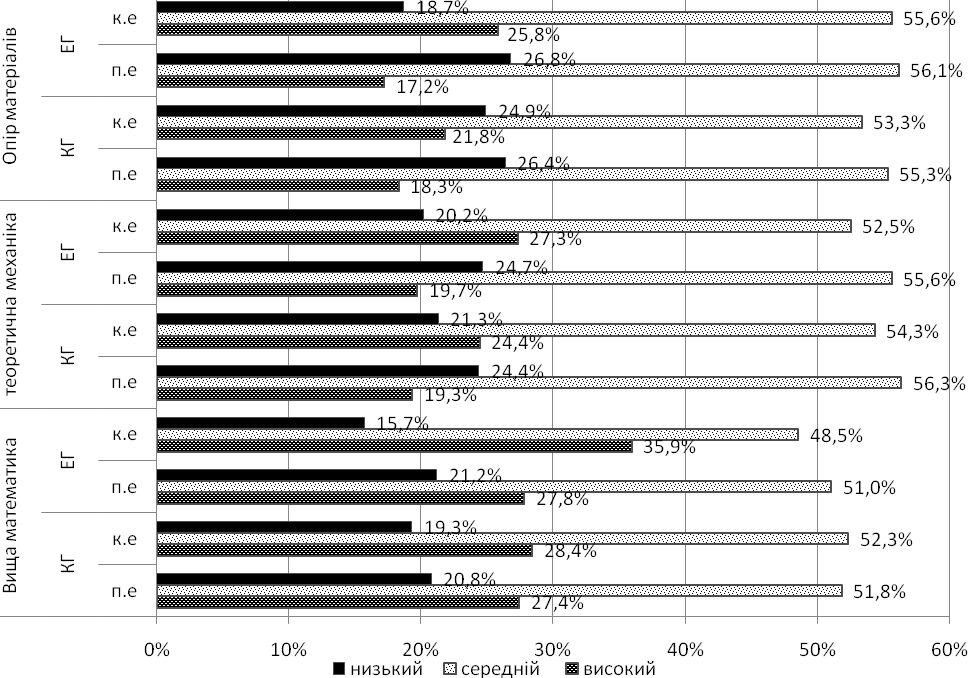 Опір матеріалів
ЕГ
к.е
18,7%
55,6%
25,8%
п.е
26,8%
56,1%
17,2%
КГ
к.е
24,9%
53,3%
21,8%
п.е
26,4%
55,3%
18,3%
теоретична механіка
ЕГ
к.е
20,2%
52,5%
27,3%
п.е
24,7%
55,6%
19,7%
КГ
к.е
21,3%
54,3%
24,4%
п.е
24,4%
56,3%
19,3%
Вища математика
ЕГ
к.е
15,7%
48,5%
35,9%
п.е
21,2%
51,0%
27,8%
КГ
к.е
19,3%
52,3%
28,4%
п.е
20,8%
51,8%
27,4%
0% 10% 20% 30% 40% 50% 60%
низький середній високий